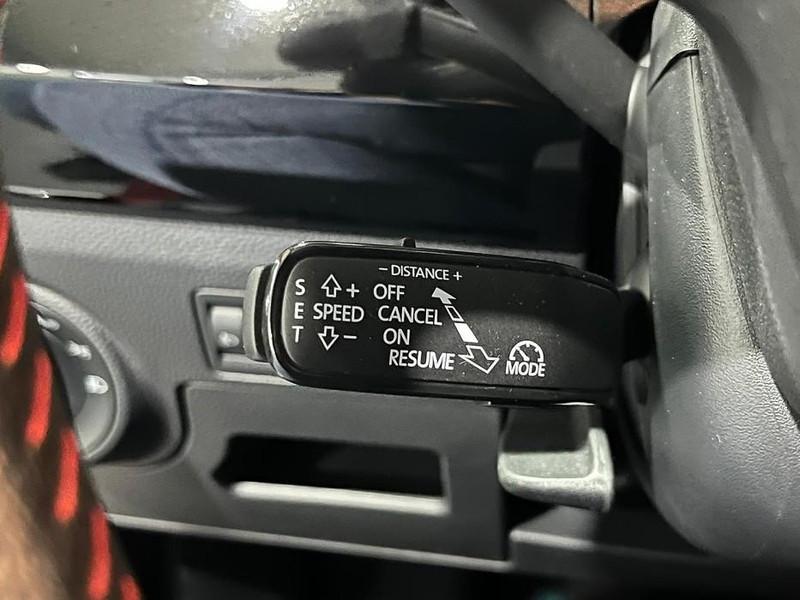 − DISTANCE +
S + OFF
E SPEED CANCEL
T − ON
RESUME
MODE